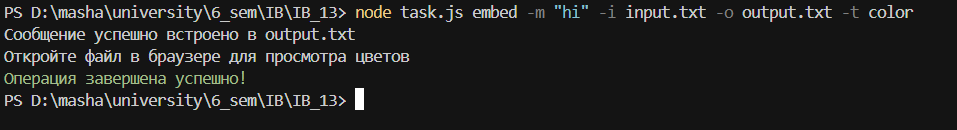 PS D:\masha\university\6_sem\IB\IB_13> node task.js embed -m "hi" -i input.txt -o output.txt -t color
Сообщение успешно встроено в output.txt
Откройте файл в браузере для просмотра цветов
Операция завершена успешно!
PS D:\masha\university\6_sem\IB\IB_13>